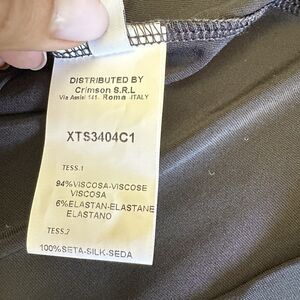 DISTRIBUTED BY
Crimson S.R.L
Via Amisi 141. Roma ITALY
XTS3404C1
TESS.1
94%VISCOSA-VISCOSE
VISCOSA
6%ELASTAN-ELASTANE
ELASTANO
TESS.2
100%SETA-SILK-SEDA